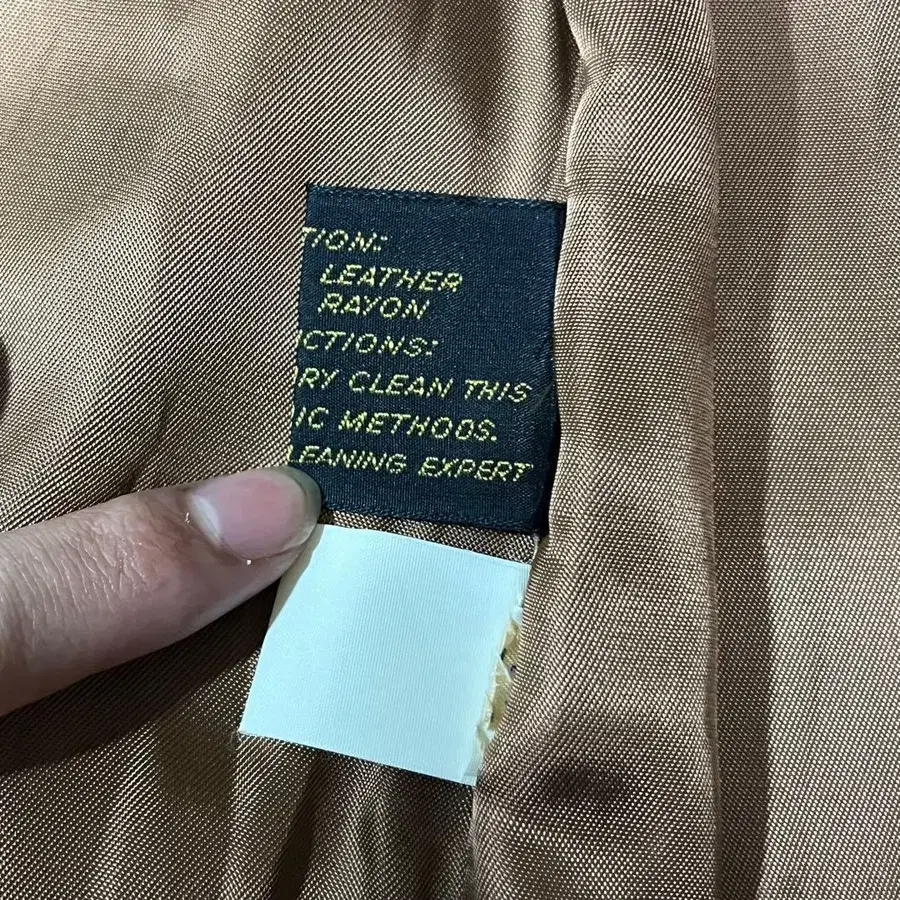 TION:
LEATHER
RAYON
CTIONS:
RY CLEAN THIS
IC METHODS.
LEANING EXPERT